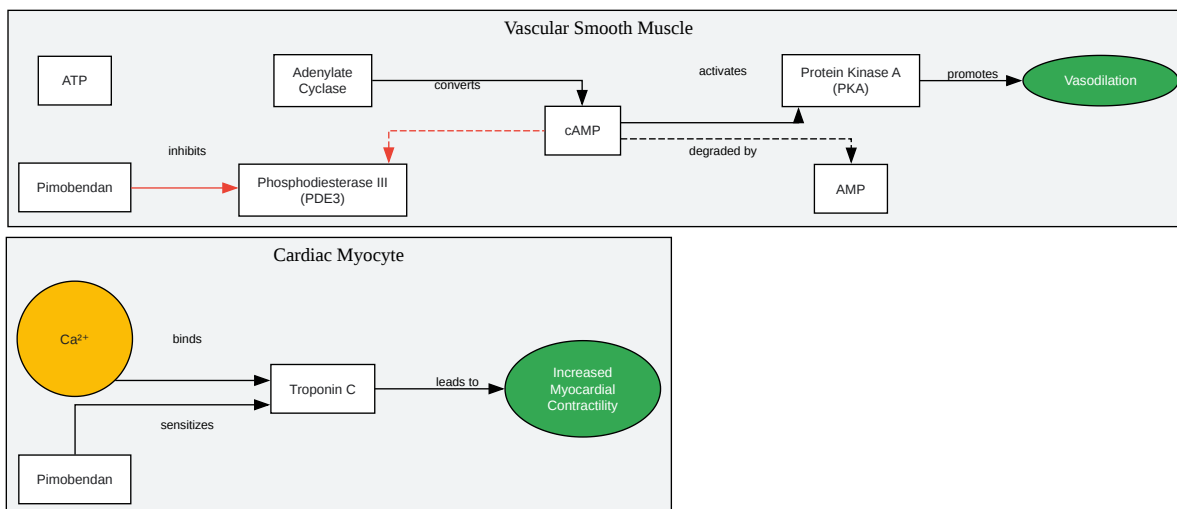 Vascular Smooth Muscle
ATP
Adenylate
Cyclase
converts
activates
Protein Kinase A
(PKA)
promotes
Vasodilation
cAMP
inhibits
degraded by
Pimobendan
Phosphodiesterase III
(PDE3)
AMP
Cardiac Myocyte
Ca²⁺
binds
Troponin C
leads to
Increased
Myocardial
Contractility
sensitizes
Pimobendan